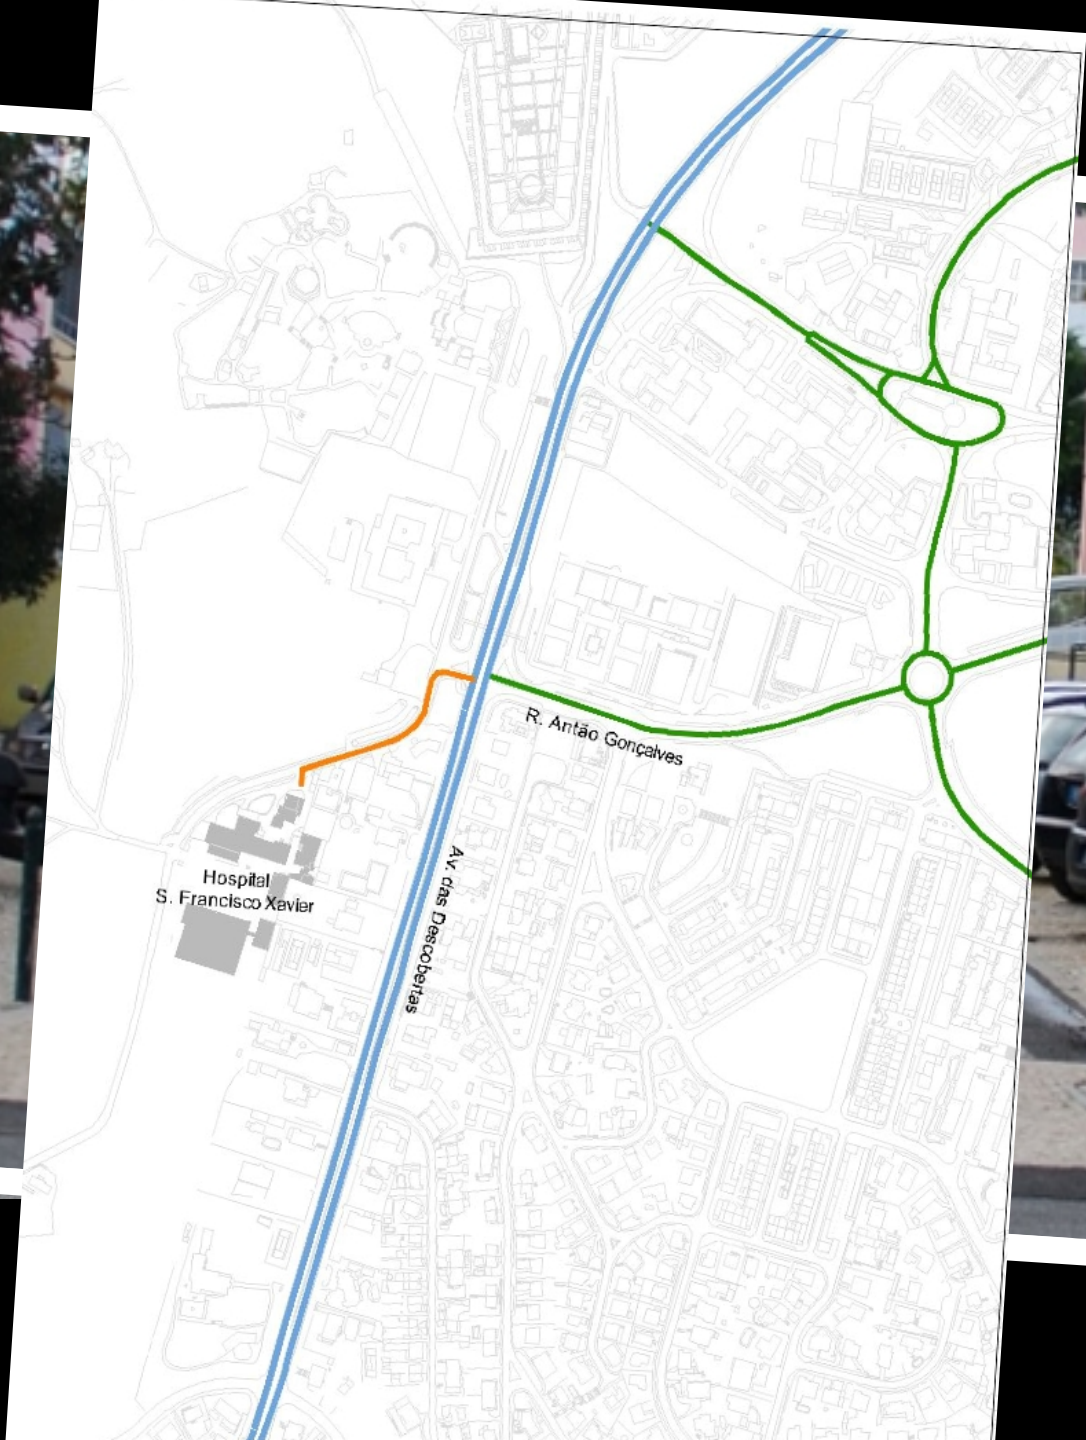 R. Antão Gonçalves
Av. das Descobertas
Hospital
S. Francisco Xavier